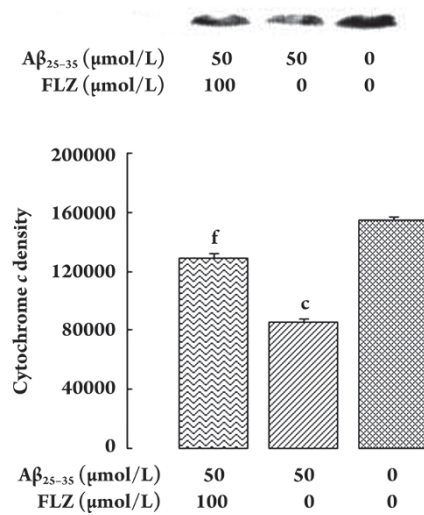 Aβ25–35 (μmol/L) 50 50 0
FLZ (μmol/L) 100 0 0
200000
160000
120000
80000
40000
0
Cytochrome c density
f
c
Aβ25–35 (μmol/L) 50 50 0
FLZ (μmol/L) 100 0 0